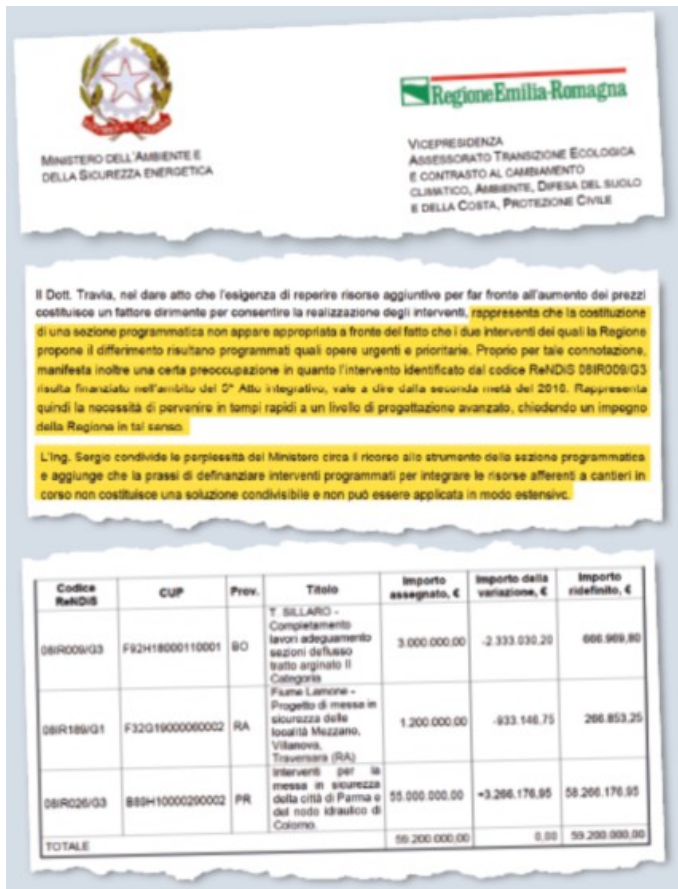 REPVBBLICA ITALIANA
MINISTERO DELL'AMBIENTE E
DELLA SICUREZZA ENERGETICA
RegioneEmilia-Romagna
VICEPRESIDENZA
ASSESSORATO TRANSIZIONE ECOLOGICA
E CONTRASTO AL CAMBIAMENTO
CLIMATICO, AMBIENTE, DIFESA DEL SUOLO
E DELLA COSTA, PROTEZIONE CIVILE
Il Dott. Travia, nel dare atto che l'esigenza di reperire risorse aggiuntive per far fronte all'aumento dei prezzi
costituisce un fattore dirimente per consentire la realizzazione degli interventi, rappresenta che la costituzione
di una sezione programmatica non appare appropriata a fronte del fatto che i due interventi dei quali la Regione
propone il differimento risultano programmati quali opere urgenti e prioritarie. Proprio per tale connotazione,
manifesta inoltre una certa preoccupazione in quanto l'intervento identificato dal codice ReNDiS 08IR009/G3
risulta finanziato nell'ambito del 5° Atto integrativo, vale a dire dalla seconda metà del 2018. Rappresenta
quindi la necessità di pervenire in tempi rapidi a un livello di progettazione avanzato, chiedendo un impegno
della Regione in tal senso.
L'Ing. Sergio condivide le perplessità del Ministero circa il ricorso allo strumento della sezione programmatica
e aggiunge che la prassi di definanziare interventi programmati per integrare le risorse afferenti a cantieri in
corso non costituisce una soluzione condivisibile e non può essere applicata in modo estensivo.
Codice ReNDiS CUP Prov. Titolo Importo assegnato, € Importo della variazione, € Importo ridefinito, €
08IR009/G3 F92H18000110001 BO T. SILLARO - Completamento lavori adeguamento sezioni deflusso tratto arginato II Categoria 3.000.000,00 -2.333.030,20 666.969,80
08IR189/G1 F32G19000060002 RA Fiume Lamone - Progetto di messa in sicurezza delle località Mezzano, Villanova, Traversara (RA) 1.200.000,00 -933.146,75 266.853,25
08IR026/G3 B89H10000290002 PR Interventi per la messa in sicurezza della città di Parma e del nodo idraulico di Colorno. 55.000.000,00 +3.266.176,95 58.266.176,95
TOTALE 59.200.000,00 0,00 59.200.000,00